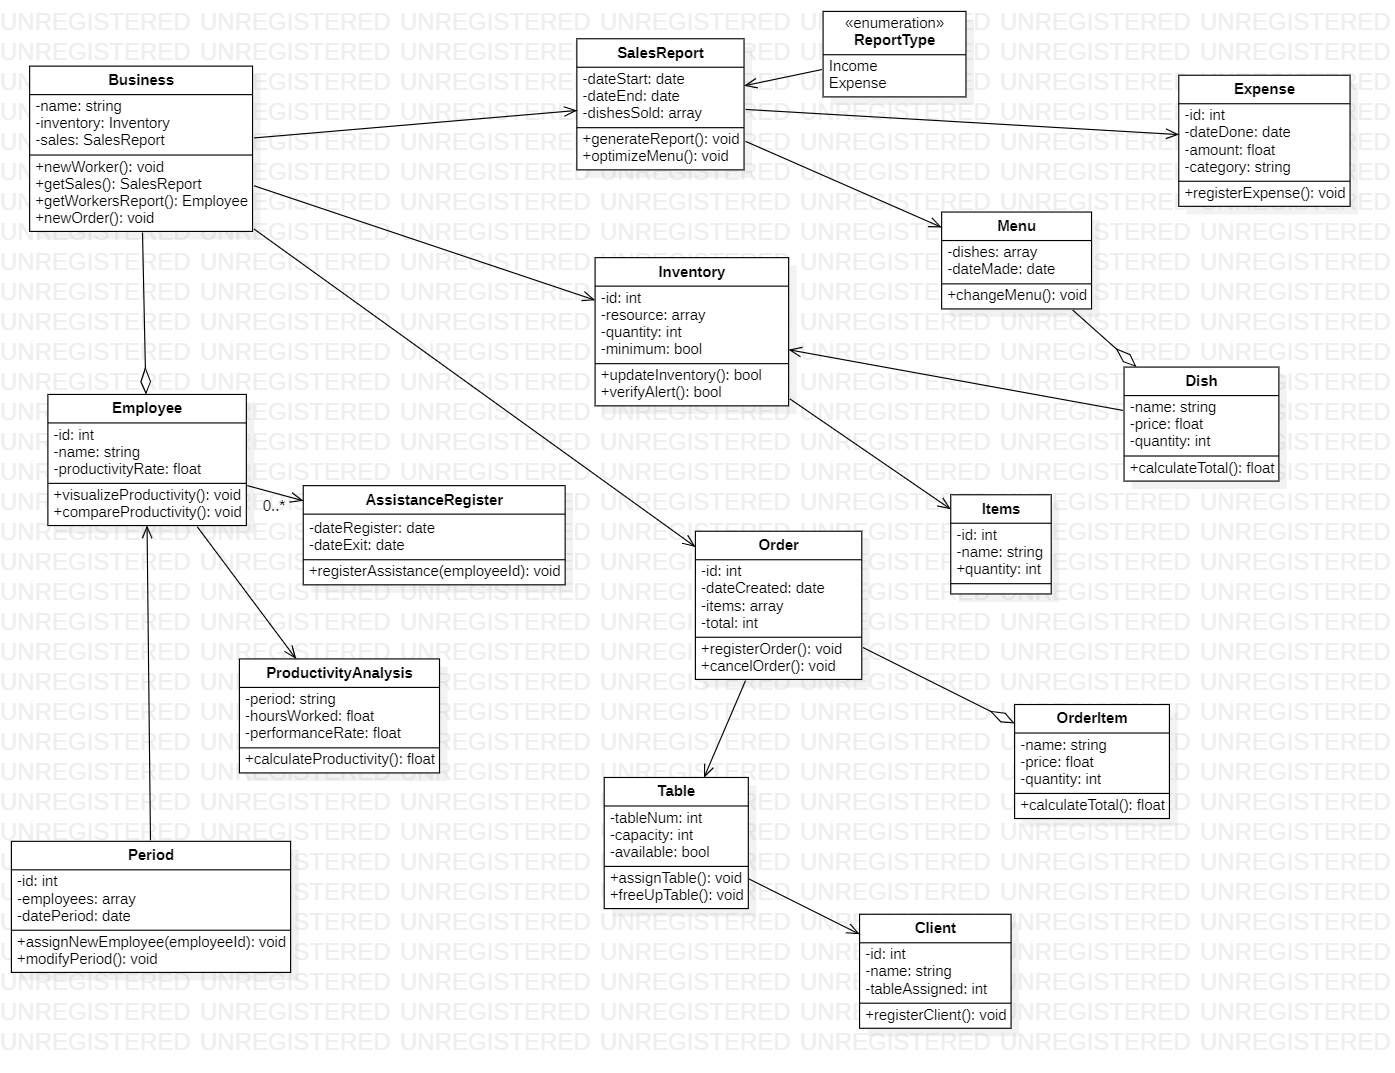 «enumeration»
ReportType
Income
Expense
SalesReport
-dateStart: date
-dateEnd: date
-dishesSold: array
+generateReport(): void
+optimizeMenu(): void
Business
-name: string
-inventory: Inventory
-sales: SalesReport
+newWorker(): void
+getSales(): SalesReport
+getWorkersReport(): Employee
+newOrder(): void
Expense
-id: int
-dateDone: date
-amount: float
-category: string
+registerExpense(): void
Menu
-dishes: array
-dateMade: date
+changeMenu(): void
Inventory
-id: int
-resource: array
-quantity: int
-minimum: bool
+updateInventory(): bool
+verifyAlert(): bool
Dish
-name: string
-price: float
-quantity: int
+calculateTotal(): float
Employee
-id: int
-name: string
-productivityRate: float
+visualizeProductivity(): void
+compareProductivity(): void
0..*
AssistanceRegister
-dateRegister: date
-dateExit: date
+registerAssistance(employeeId): void
Items
-id: int
-name: string
+quantity: int
Order
-id: int
-dateCreated: date
-items: array
-total: int
+registerOrder(): void
+cancelOrder(): void
ProductivityAnalysis
-period: string
-hoursWorked: float
-performanceRate: float
+calculateProductivity(): float
OrderItem
-name: string
-price: float
-quantity: int
+calculateTotal(): float
Table
-tableNum: int
-capacity: int
-available: bool
+assignTable(): void
+freeUpTable(): void
Period
-id: int
-employees: array
-datePeriod: date
+assignNewEmployee(employeeId): void
+modifyPeriod(): void
Client
-id: int
-name: string
-tableAssigned: int
+registerClient(): void
UNREGISTERED